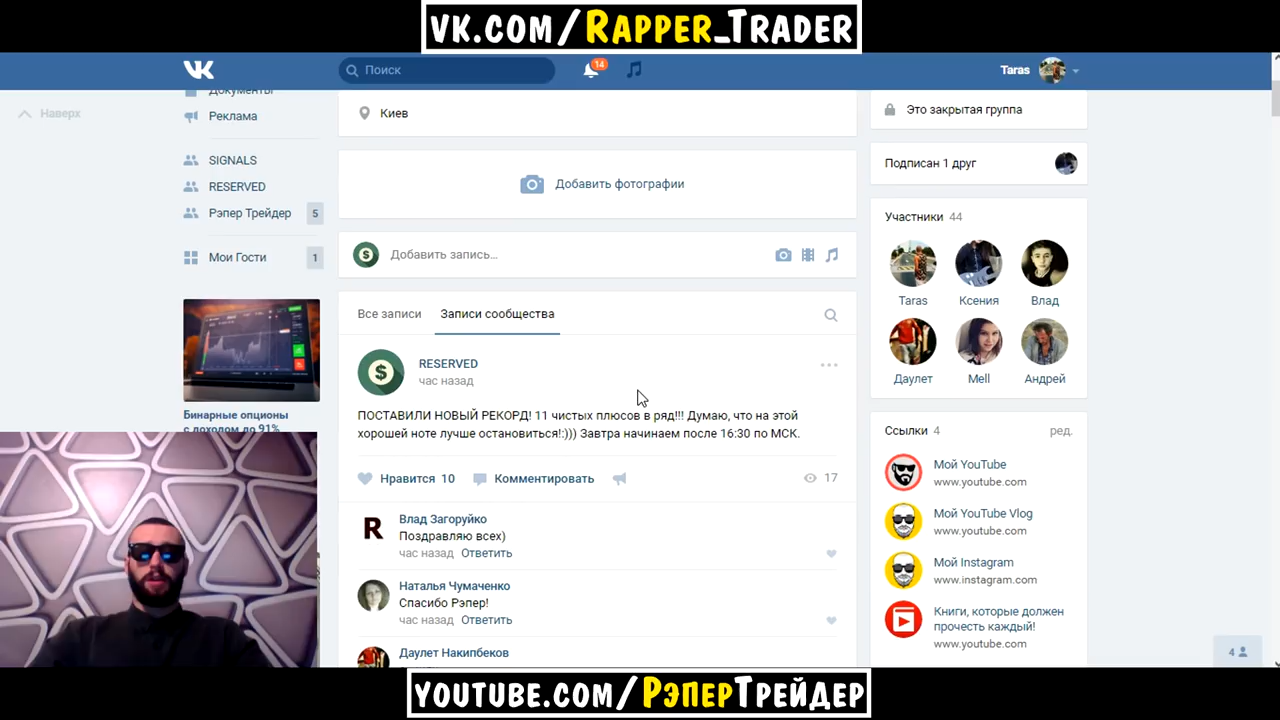 VK.COM/RAPPER_TRADER
Поиск
14
Taras
Документы
Наверх
Реклама
SIGNALS
RESERVED
Рэпер Трейдер 5
Мои Гости 1
Бинарные опционы
с доходом до 91%
Киев
Добавить фотографии
Добавить запись...
Все записи Записи сообщества
RESERVED
час назад
ПОСТАВИЛИ НОВЫЙ РЕКОРД! 11 чистых плюсов в ряд!!! Думаю, что на этой
хорошей ноте лучше остановиться!:))) Завтра начинаем после 16:30 по МСК.
Нравится 10 Комментировать 17
Влад Загоруйко
Поздравляю всех)
час назад Ответить
Наталья Чумаченко
Спасибо Рэпер!
час назад Ответить
Даулет Накипбеков
Это закрытая группа
Подписан 1 друг
Участники 44
Taras Ксения Влад
Даулет Mell Андрей
Ссылки 4 ред.
Мой YouTube
www.youtube.com
Мой YouTube Vlog
www.youtube.com
Мой Instagram
www.instagram.com
Книги, которые должен
прочесть каждый!
www.youtube.com
4
YOUTUBE.COM/РЭПЕРТРЕЙДЕР